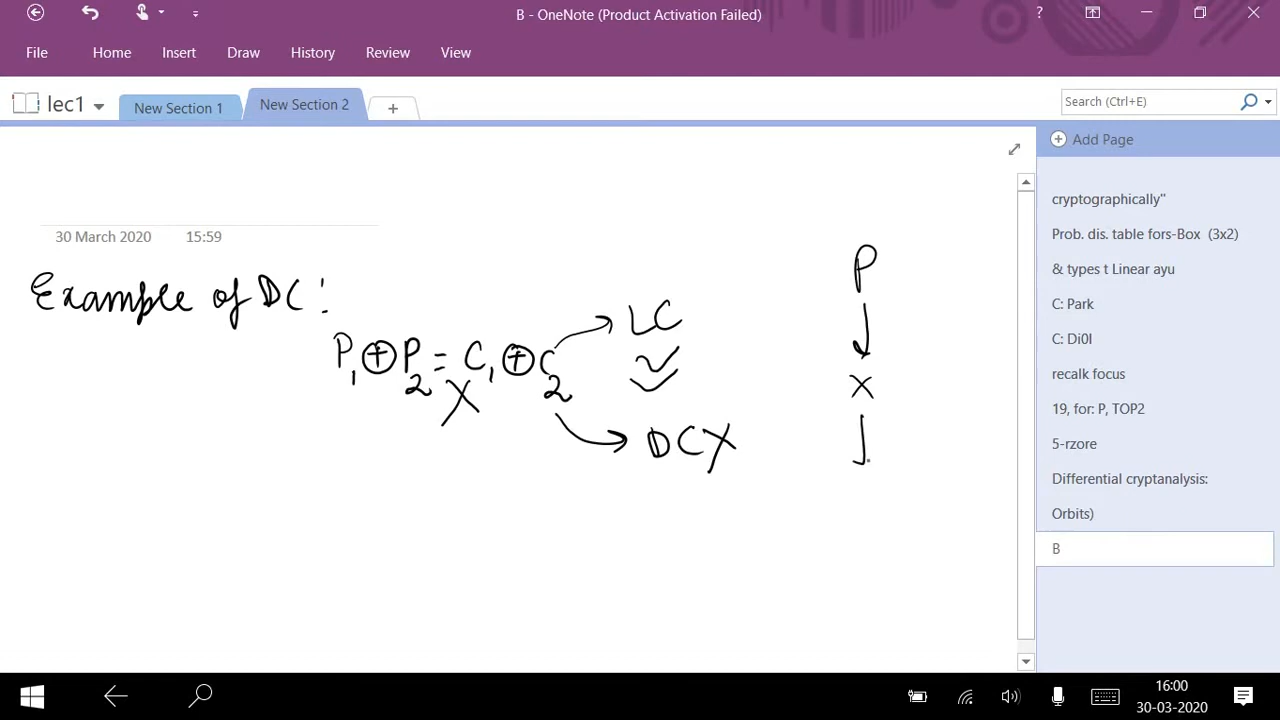 B - OneNote (Product Activation Failed)
?
File Home Insert Draw History Review View
lec1 New Section 1 New Section 2 +
Search (Ctrl+E)
Add Page
30 March 2020 15:59
Example of DC:
P₁ ⊕ P₂ = C₁ ⊕ C₂
X
LC
DC X
P
X
cryptographically"
Prob. dis. table fors-Box (3x2)
& types t Linear ayu
C: Park
C: Di0l
recalk focus
19, for: P, TOP2
5-rzore
Differential cryptanalysis:
Orbits)
B
16:00
30-03-2020